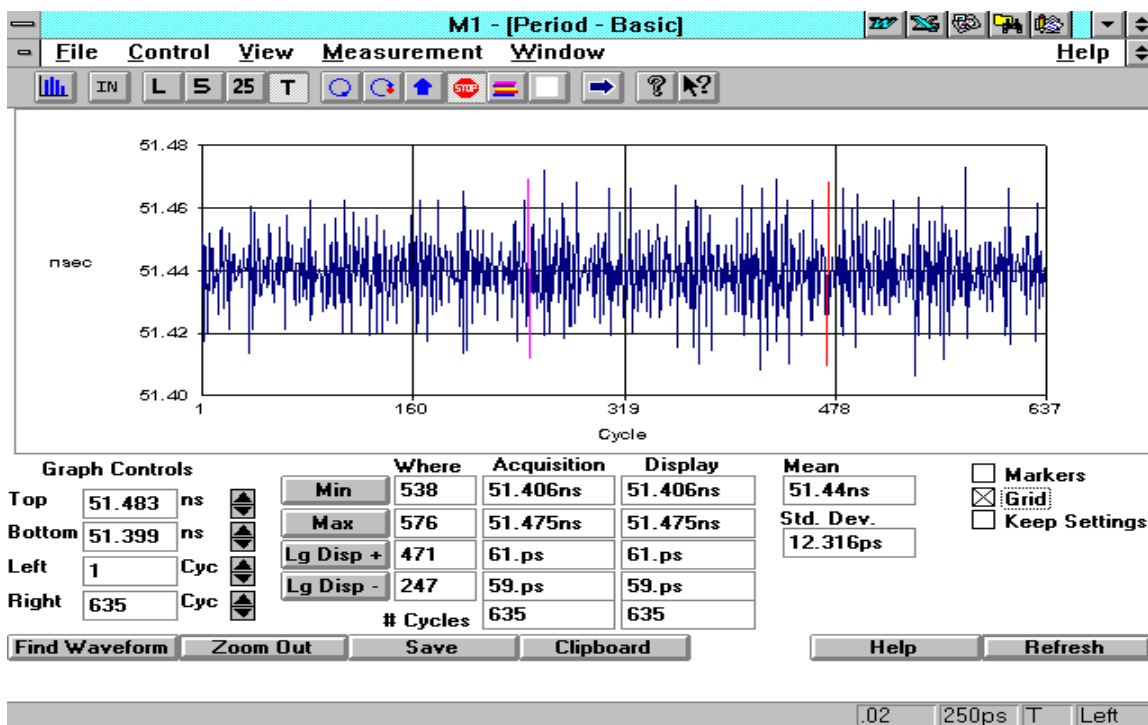 M1 - [Period - Basic]
File Control View Measurement Window Help
IN L 5 25 T STOP ? ?
51.48
51.46
nsec 51.44
51.42
51.40
1 160 319 478 637
Cycle
Graph Controls Where Acquisition Display Mean Markers
Top 51.483 ns Min 538 51.406ns 51.406ns 51.44ns Grid
Bottom 51.399 ns Max 576 51.475ns 51.475ns Std. Dev. Keep Settings
Left 1 Cyc Lg Disp + 471 61.ps 61.ps 12.316ps
Right 635 Cyc Lg Disp - 247 59.ps 59.ps
# Cycles 635 635
Find Waveform Zoom Out Save Clipboard Help Refresh
.02 250ps T Left